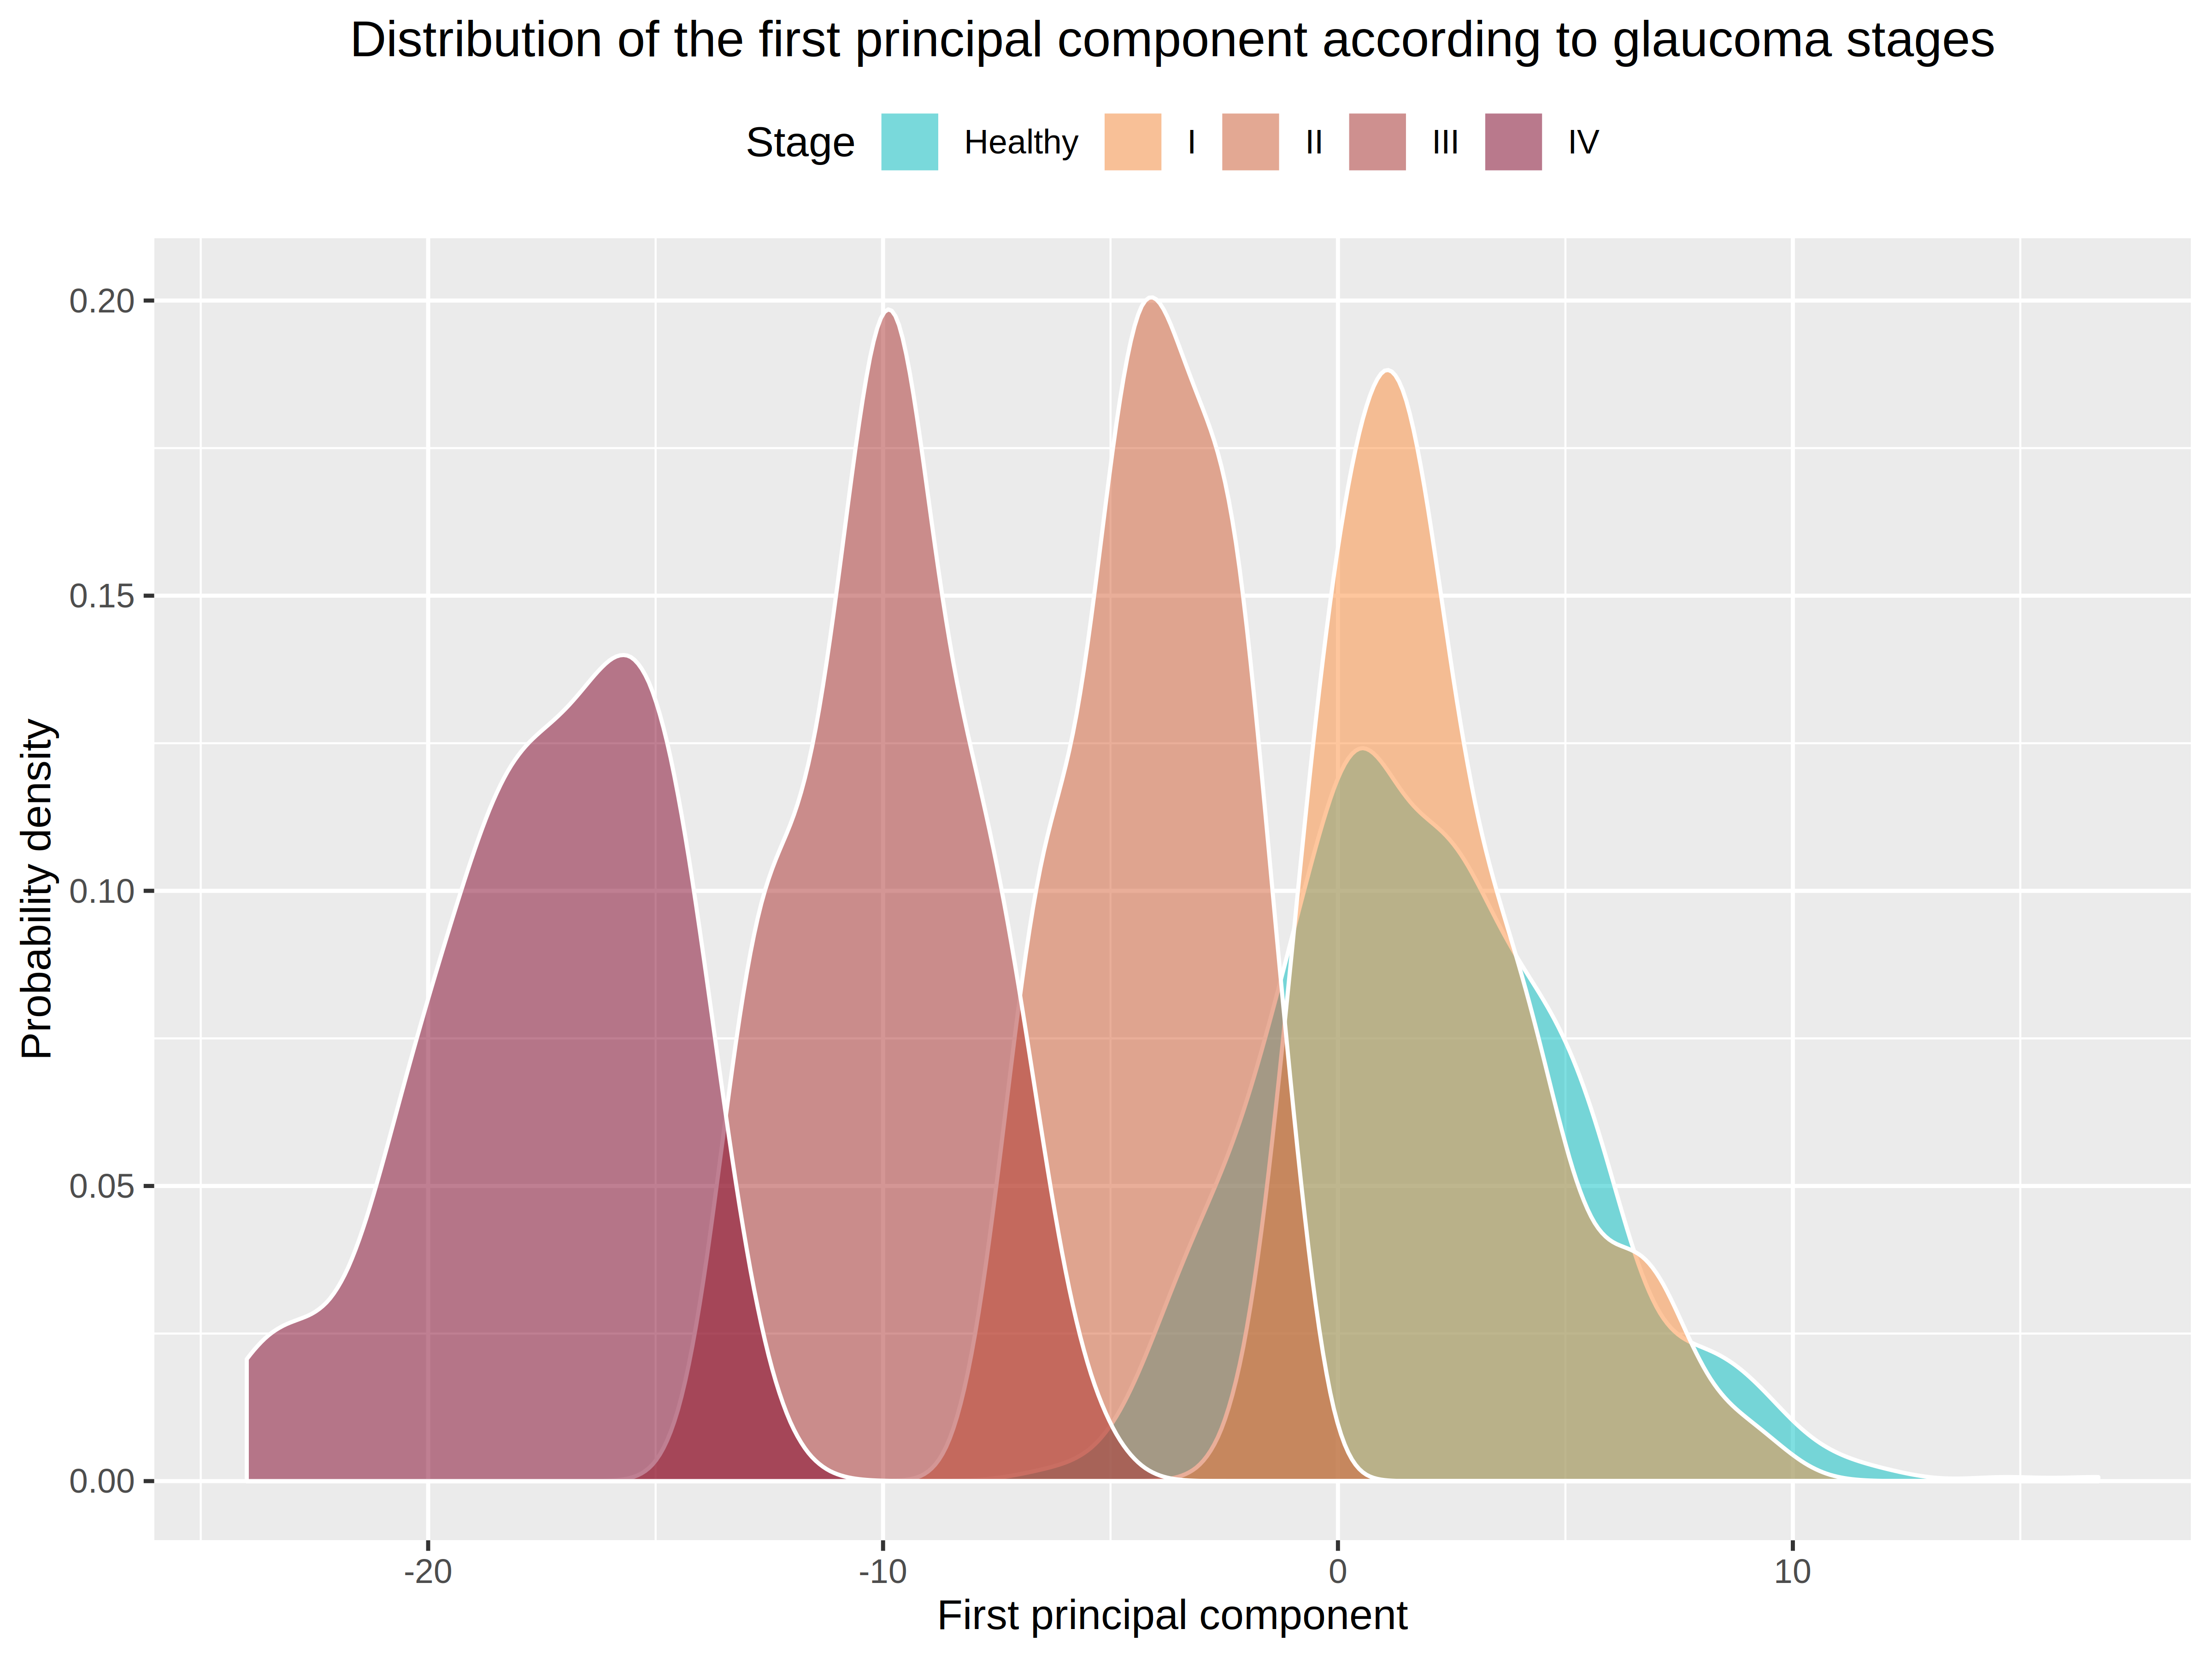 Distribution of the first principal component according to glaucoma stages
Stage Healthy I II III IV
Probability density
0.20
0.15
0.10
0.05
0.00
-20 -10 0 10
First principal component